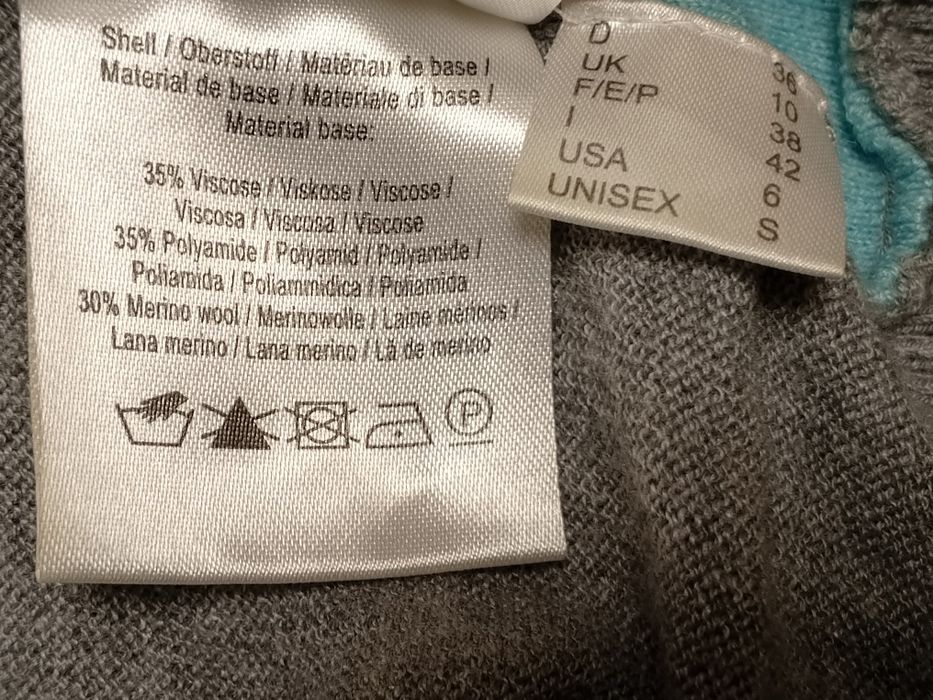 Shell / Oberstoff / Matériau de base /
Material de base / Materiale di base /
Material base:
35% Viscose / Viskose / Viscose /
Viscosa / Viscosa / Viscose
35% Polyamide / Polyamid / Polyamide /
Poliamida / Poliammidica / Poliamida
30% Merino wool / Merinowolle / Laine mérinos /
Lana merino / Lana merino / Lã de merino
P
D 36
UK 10
F/E/P 38
I 42
USA 6
UNISEX S